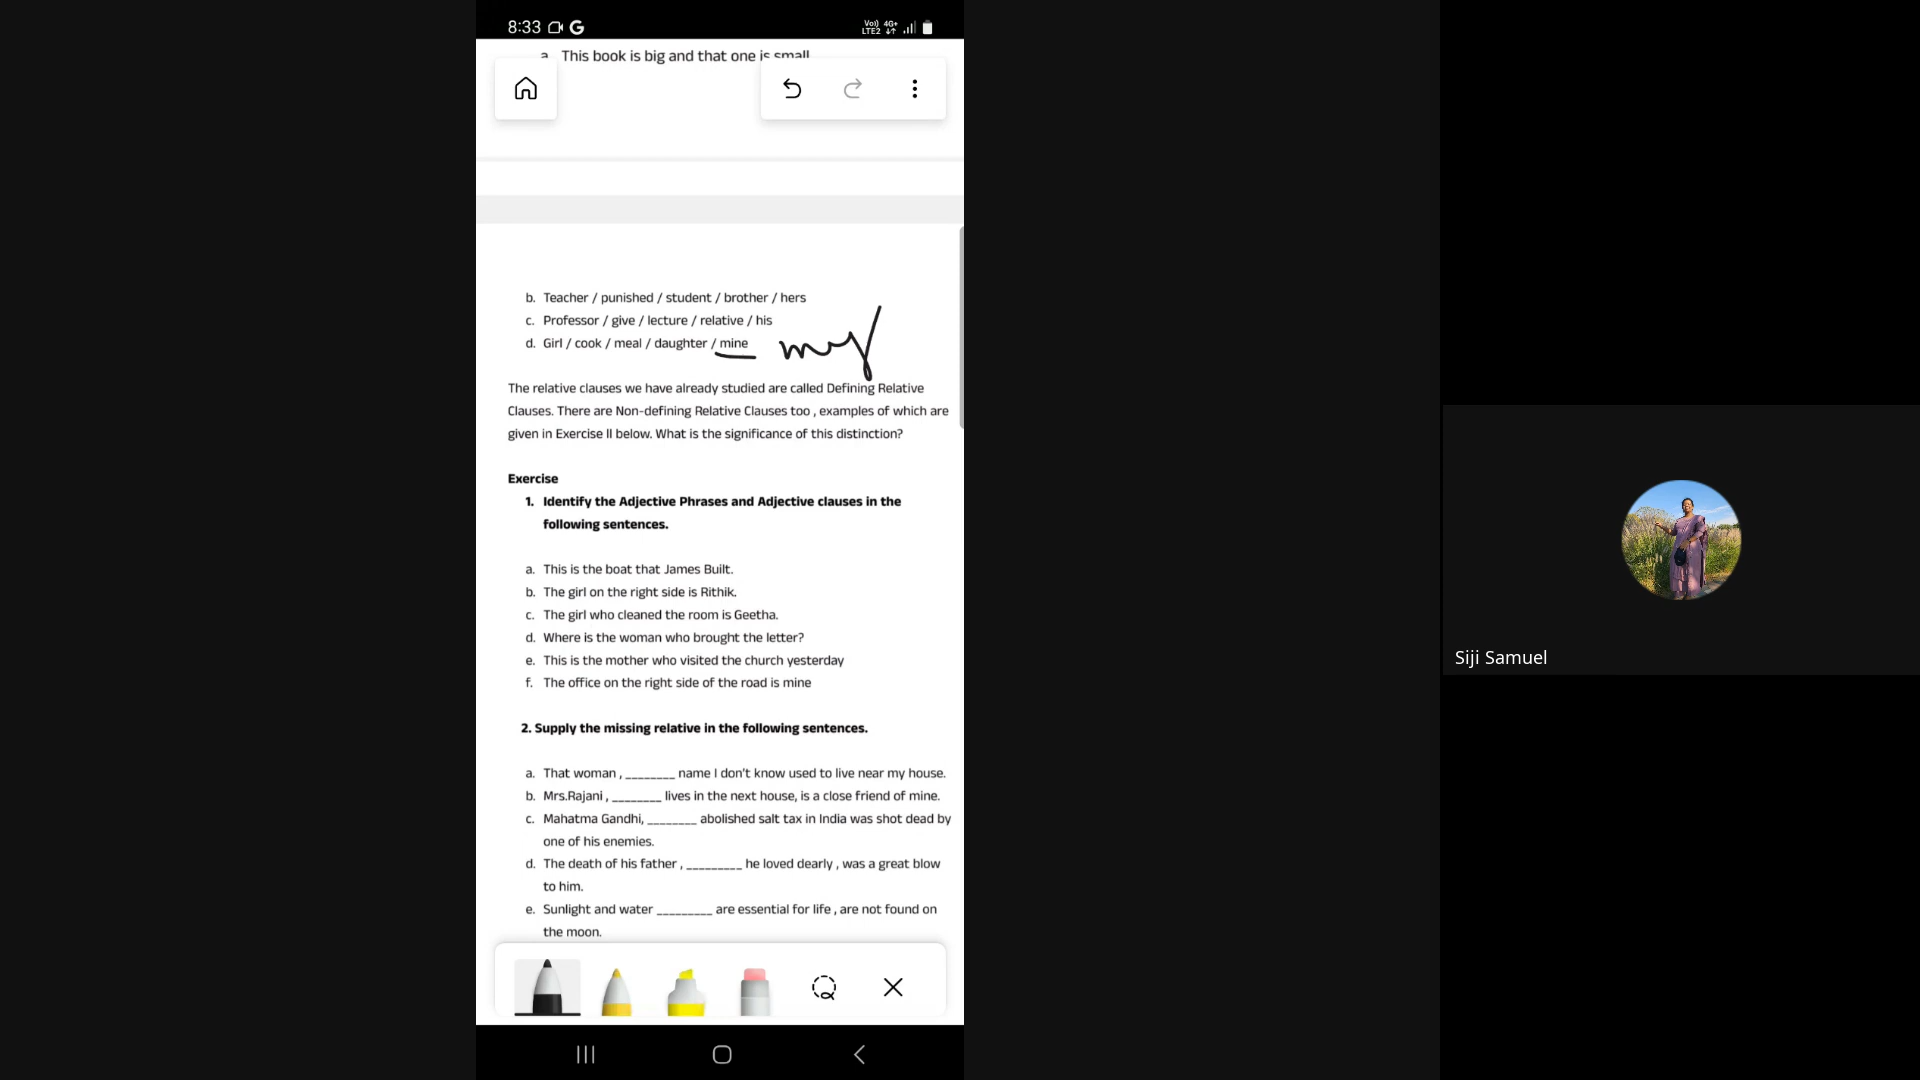 8:33
Vo)) 4G+
LTE2
a. This book is big and that one is small
b. Teacher / punished / student / brother / hers
c. Professor / give / lecture / relative / his
d. Girl / cook / meal / daughter / mine my
The relative clauses we have already studied are called Defining Relative
Clauses. There are Non-defining Relative Clauses too , examples of which are
given in Exercise II below. What is the significance of this distinction?
Exercise
1. Identify the Adjective Phrases and Adjective clauses in the
following sentences.
a. This is the boat that James Built.
b. The girl on the right side is Rithik.
c. The girl who cleaned the room is Geetha.
d. Where is the woman who brought the letter?
e. This is the mother who visited the church yesterday
f. The office on the right side of the road is mine
2. Supply the missing relative in the following sentences.
a. That woman , ________ name I don't know used to live near my house.
b. Mrs.Rajani , ________ lives in the next house, is a close friend of mine.
c. Mahatma Gandhi, ________ abolished salt tax in India was shot dead by
one of his enemies.
d. The death of his father , _________ he loved dearly , was a great blow
to him.
e. Sunlight and water _________ are essential for life , are not found on
the moon.
Siji Samuel